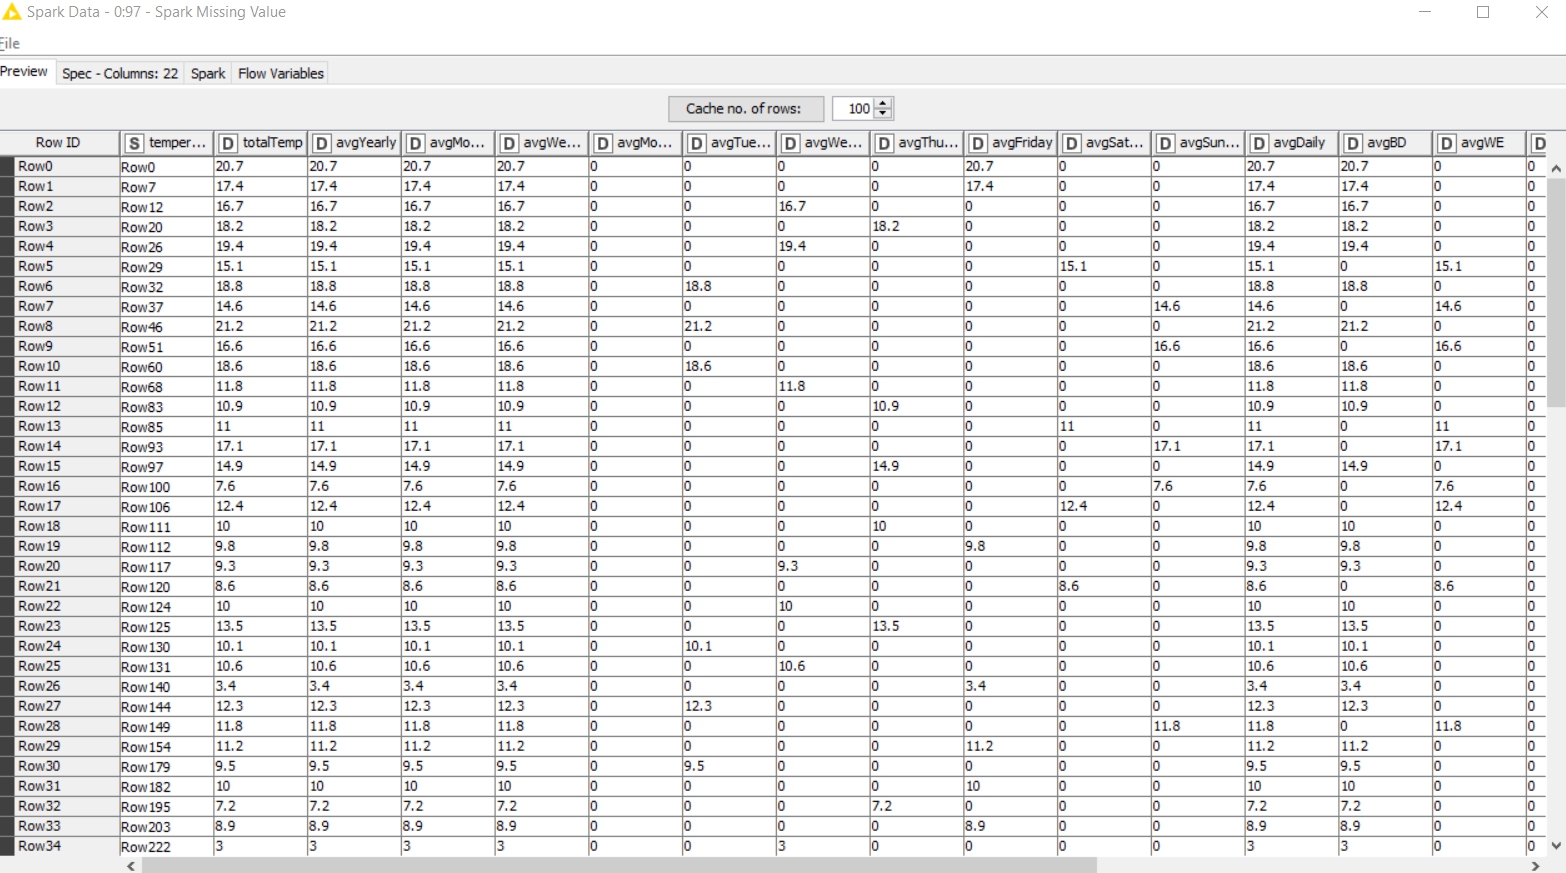 Spark Data - 0:97 - Spark Missing Value
File
Preview Spec - Columns: 22 Spark Flow Variables
Cache no. of rows: 100
Row ID S temper... D totalTemp D avgYearly D avgMo... D avgWe... D avgMo... D avgTue... D avgWe... D avgThu... D avgFriday D avgSat... D avgSun... D avgDaily D avgBD D avgWE D
Row0 Row0 20.7 20.7 20.7 20.7 0 0 0 0 20.7 0 0 20.7 20.7 0 0
Row1 Row7 17.4 17.4 17.4 17.4 0 0 0 0 17.4 0 0 17.4 17.4 0 0
Row2 Row12 16.7 16.7 16.7 16.7 0 0 16.7 0 0 0 0 16.7 16.7 0 0
Row3 Row20 18.2 18.2 18.2 18.2 0 0 0 18.2 0 0 0 18.2 18.2 0 0
Row4 Row26 19.4 19.4 19.4 19.4 0 0 19.4 0 0 0 0 19.4 19.4 0 0
Row5 Row29 15.1 15.1 15.1 15.1 0 0 0 0 0 15.1 0 15.1 0 15.1 0
Row6 Row32 18.8 18.8 18.8 18.8 0 18.8 0 0 0 0 0 18.8 18.8 0 0
Row7 Row37 14.6 14.6 14.6 14.6 0 0 0 0 0 0 14.6 14.6 0 14.6 0
Row8 Row46 21.2 21.2 21.2 21.2 0 21.2 0 0 0 0 0 21.2 21.2 0 0
Row9 Row51 16.6 16.6 16.6 16.6 0 0 0 0 0 0 16.6 16.6 0 16.6 0
Row10 Row60 18.6 18.6 18.6 18.6 0 18.6 0 0 0 0 0 18.6 18.6 0 0
Row11 Row68 11.8 11.8 11.8 11.8 0 0 11.8 0 0 0 0 11.8 11.8 0 0
Row12 Row83 10.9 10.9 10.9 10.9 0 0 0 10.9 0 0 0 10.9 10.9 0 0
Row13 Row85 11 11 11 11 0 0 0 0 0 11 0 11 0 11 0
Row14 Row93 17.1 17.1 17.1 17.1 0 0 0 0 0 0 17.1 17.1 0 17.1 0
Row15 Row97 14.9 14.9 14.9 14.9 0 0 0 14.9 0 0 0 14.9 14.9 0 0
Row16 Row100 7.6 7.6 7.6 7.6 0 0 0 0 0 0 7.6 7.6 0 7.6 0
Row17 Row106 12.4 12.4 12.4 12.4 0 0 0 0 0 12.4 0 12.4 0 12.4 0
Row18 Row111 10 10 10 10 0 0 0 10 0 0 0 10 10 0 0
Row19 Row112 9.8 9.8 9.8 9.8 0 0 0 0 9.8 0 0 9.8 9.8 0 0
Row20 Row117 9.3 9.3 9.3 9.3 0 0 9.3 0 0 0 0 9.3 9.3 0 0
Row21 Row120 8.6 8.6 8.6 8.6 0 0 0 0 0 8.6 0 8.6 0 8.6 0
Row22 Row124 10 10 10 10 0 0 10 0 0 0 0 10 10 0 0
Row23 Row125 13.5 13.5 13.5 13.5 0 0 0 13.5 0 0 0 13.5 13.5 0 0
Row24 Row130 10.1 10.1 10.1 10.1 0 10.1 0 0 0 0 0 10.1 10.1 0 0
Row25 Row131 10.6 10.6 10.6 10.6 0 0 10.6 0 0 0 0 10.6 10.6 0 0
Row26 Row140 3.4 3.4 3.4 3.4 0 0 0 0 3.4 0 0 3.4 3.4 0 0
Row27 Row144 12.3 12.3 12.3 12.3 0 12.3 0 0 0 0 0 12.3 12.3 0 0
Row28 Row149 11.8 11.8 11.8 11.8 0 0 0 0 0 0 11.8 11.8 0 11.8 0
Row29 Row154 11.2 11.2 11.2 11.2 0 0 0 0 11.2 0 0 11.2 11.2 0 0
Row30 Row179 9.5 9.5 9.5 9.5 0 9.5 0 0 0 0 0 9.5 9.5 0 0
Row31 Row182 10 10 10 10 0 0 0 0 10 0 0 10 10 0 0
Row32 Row195 7.2 7.2 7.2 7.2 0 0 0 7.2 0 0 0 7.2 7.2 0 0
Row33 Row203 8.9 8.9 8.9 8.9 0 0 0 0 8.9 0 0 8.9 8.9 0 0
Row34 Row222 3 3 3 3 0 0 3 0 0 0 0 3 3 0 0